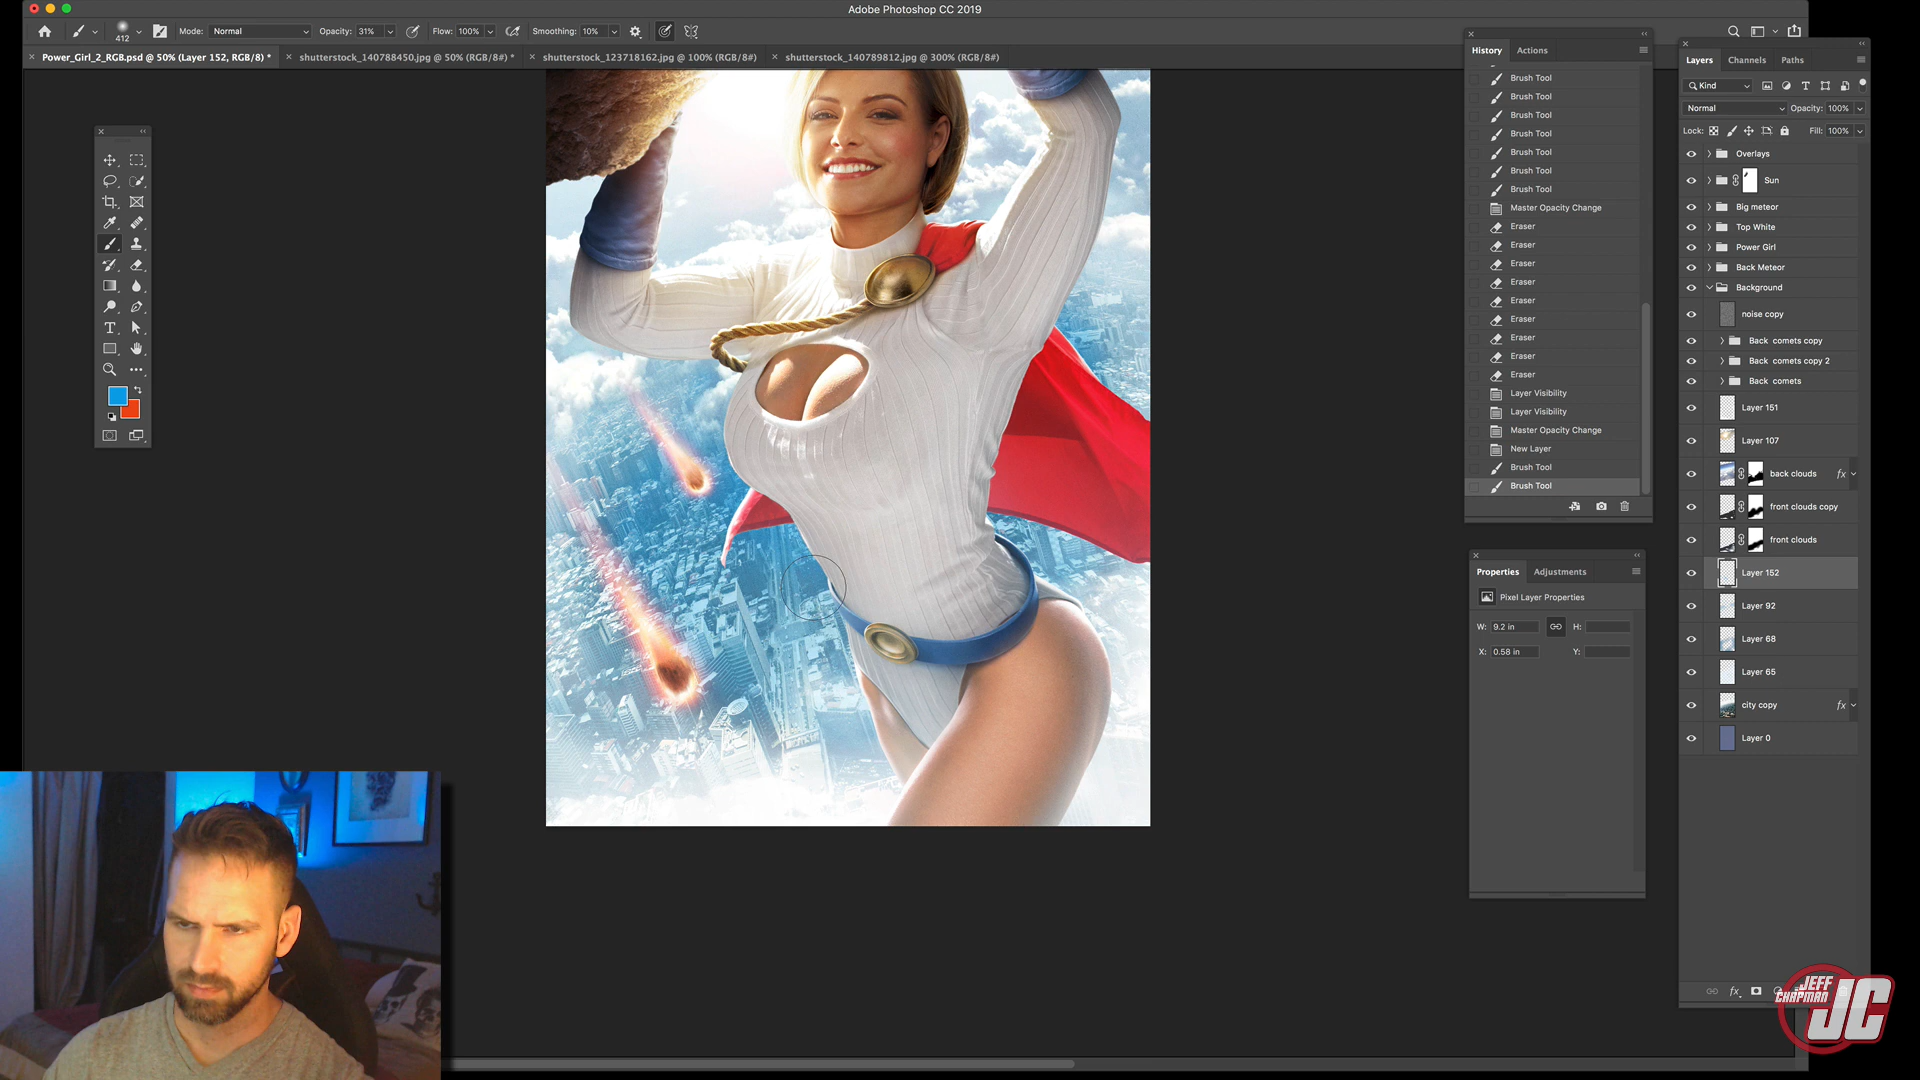 Adobe Photoshop CC 2019
412 Mode: Normal Opacity: 31% Flow: 100% Smoothing: 10%
Power_Girl_2_RGB.psd @ 50% (Layer 152, RGB/8) *
shutterstock_140788450.jpg @ 50% (RGB/8#) *
shutterstock_123718162.jpg @ 100% (RGB/8#)
shutterstock_140789812.jpg @ 300% (RGB/8#)
History Actions
Brush Tool
Brush Tool
Brush Tool
Brush Tool
Brush Tool
Brush Tool
Brush Tool
Master Opacity Change
Eraser
Eraser
Eraser
Eraser
Eraser
Eraser
Eraser
Eraser
Eraser
Layer Visibility
Layer Visibility
Master Opacity Change
New Layer
Brush Tool
Brush Tool
Properties Adjustments
Pixel Layer Properties
W: 9.2 in H:
X: 0.58 in Y:
Layers Channels Paths
Kind
Normal Opacity: 100%
Lock: Fill: 100%
Overlays
Sun
Big meteor
Top White
Power Girl
Back Meteor
Background
noise copy
Back comets copy
Back comets copy 2
Back comets
Layer 151
Layer 107
back clouds fx
front clouds copy
front clouds
Layer 152
Layer 92
Layer 68
Layer 65
city copy fx
Layer 0
fx
JEFF
CHAPMAN
JC